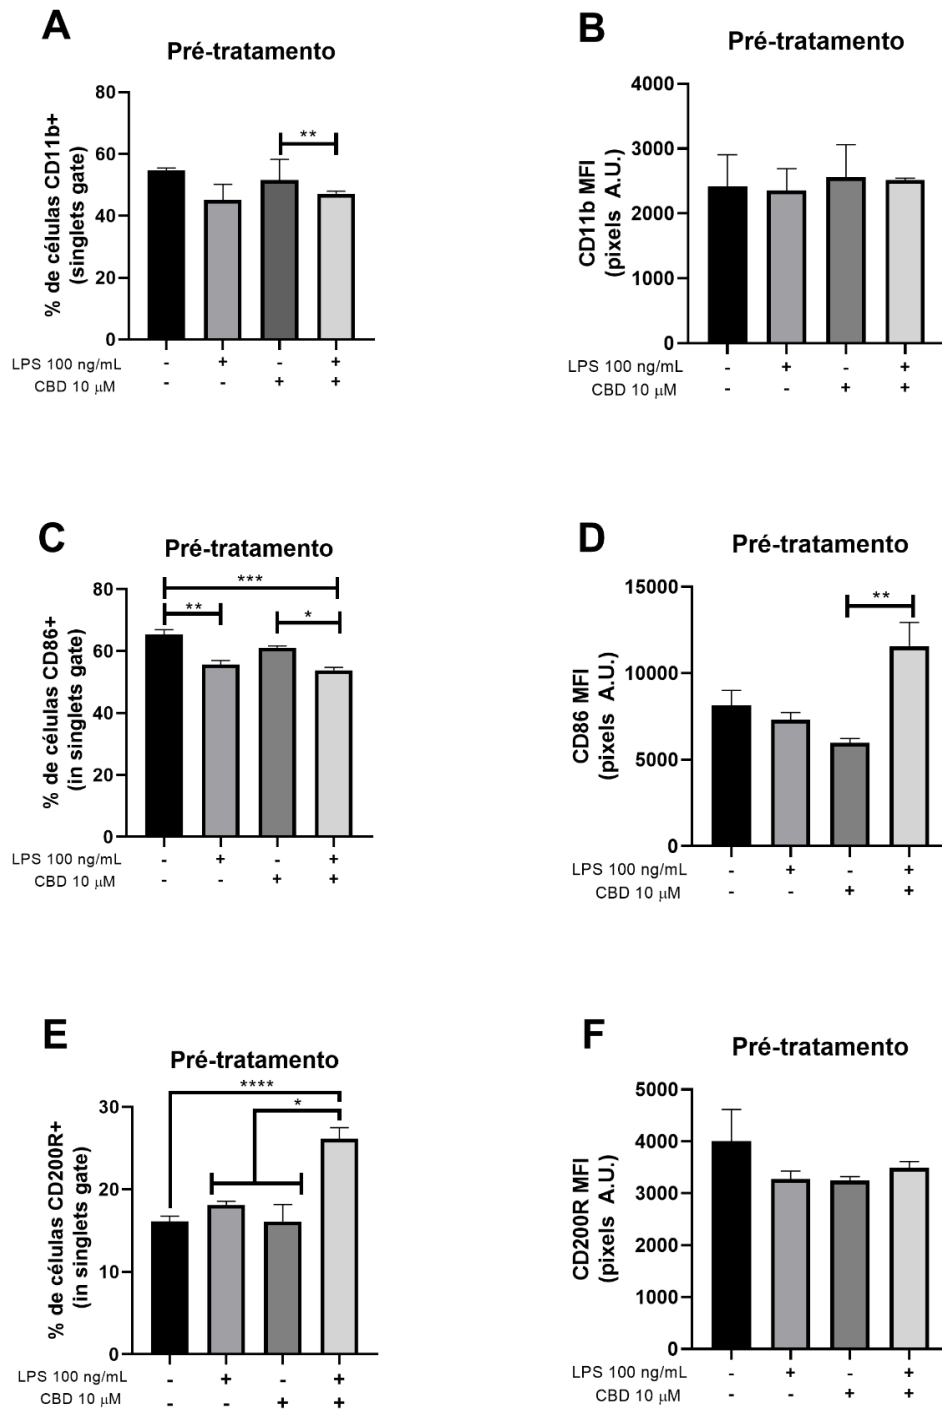 A
Pré-tratamento
% de células CD11b+
(singlets gate)
80
60
40
20
0
**
LPS 100 ng/mL - + - +
CBD 10 μM - - + +
B
Pré-tratamento
CD11b MFI
(pixels A.U.)
4000
3000
2000
1000
0
LPS 100 ng/mL - + - +
CBD 10 μM - - + +
C
Pré-tratamento
% de células CD86+
(in singlets gate)
80
60
40
20
0
***
**
*
LPS 100 ng/mL - + - +
CBD 10 μM - - + +
D
Pré-tratamento
CD86 MFI
(pixels A.U.)
15000
10000
5000
0
**
LPS 100 ng/mL - + - +
CBD 10 μM - - + +
E
Pré-tratamento
% de células CD200R+
(in singlets gate)
30
20
10
0
****
*
LPS 100 ng/mL - + - +
CBD 10 μM - - + +
F
Pré-tratamento
CD200R MFI
(pixels A.U.)
5000
4000
3000
2000
1000
0
LPS 100 ng/mL - + - +
CBD 10 μM - - + +